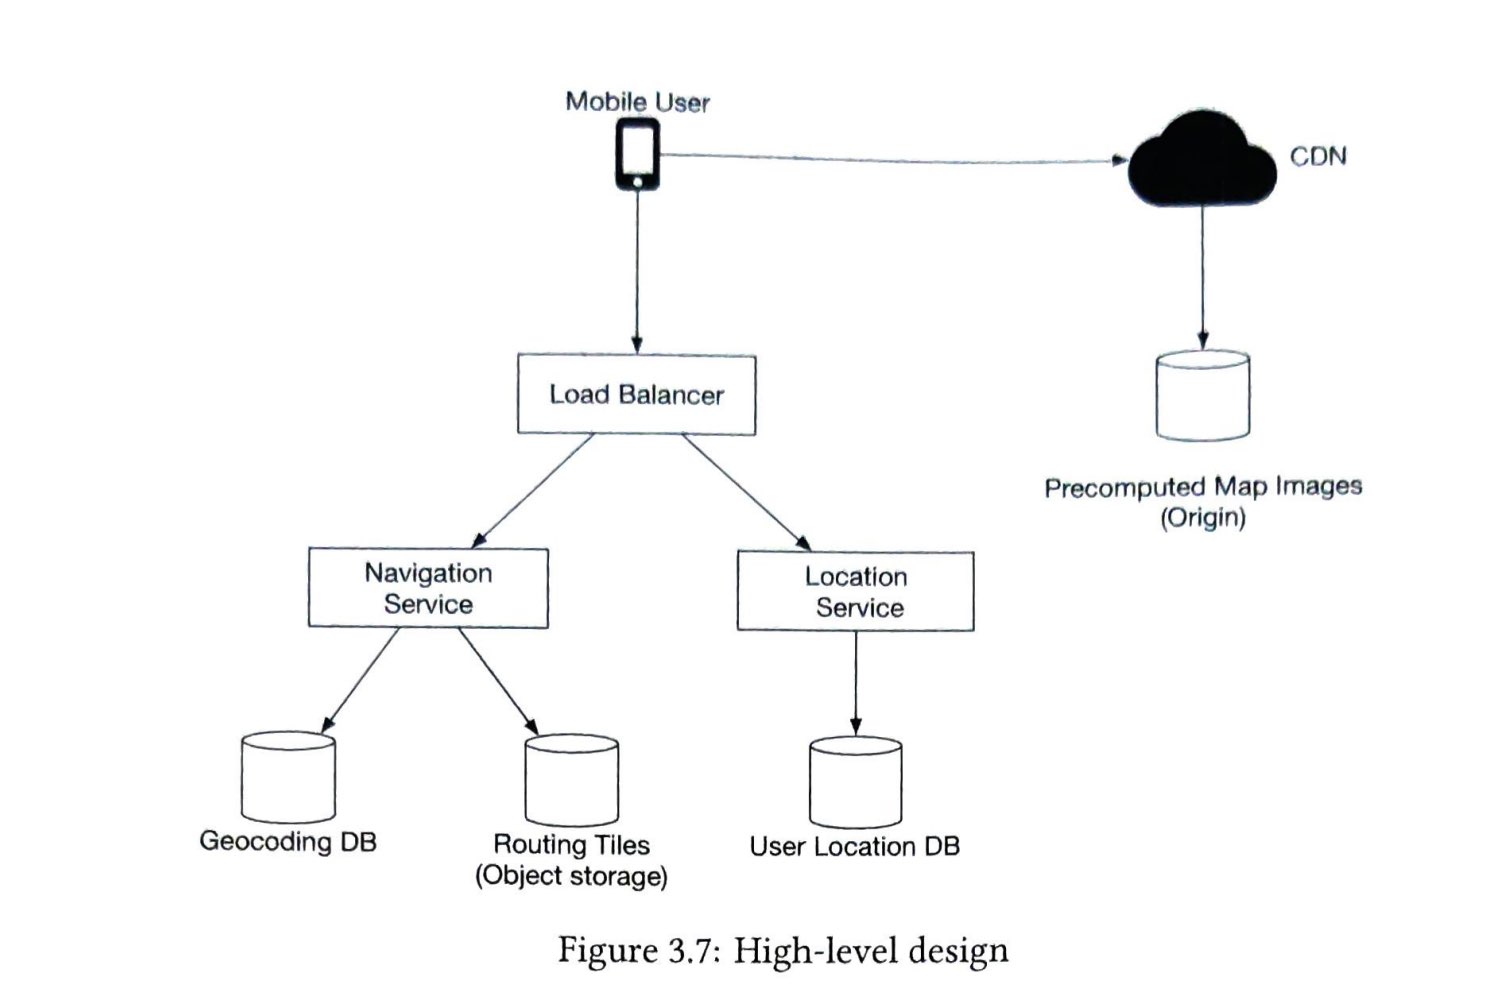 Mobile User
CDN
Load Balancer
Precomputed Map Images
(Origin)
Navigation
Service
Location
Service
Geocoding DB
Routing Tiles
(Object storage)
User Location DB
Figure 3.7: High-level design